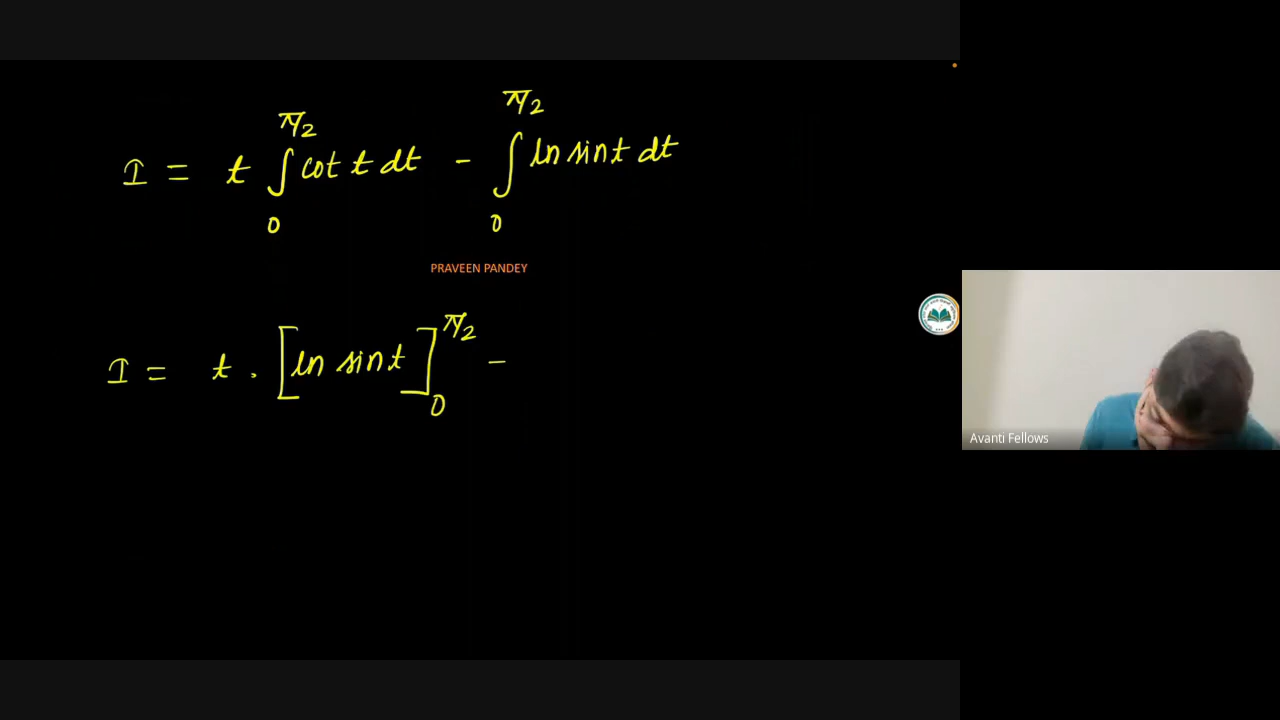 I = t ∫₀^π/2 cot t dt - ∫₀^π/2 ln sin t dt
PRAVEEN PANDEY
I = t . [ln sin t]₀^π/2 -
Avanti Fellows